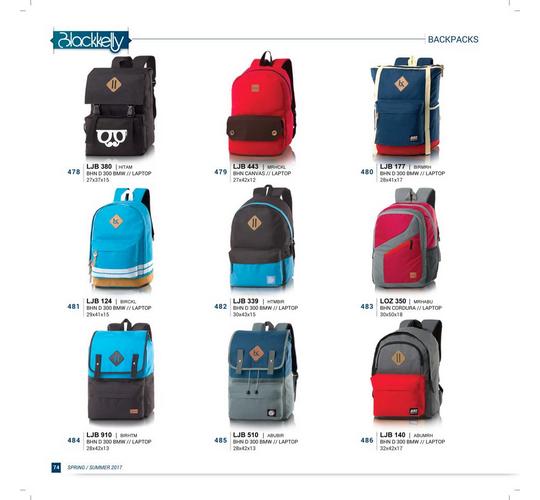 Blackkelly
BACKPACKS
478 LJB 380 | HITAM
BHN D 300 BMW // LAPTOP
27x37x15
479 LJB 443 | MRHCKL
BHN CANVAS // LAPTOP
27x42x12
480 LJB 177 | BIRMRH
BHN D 300 BMW // LAPTOP
28x41x17
481 LJB 124 | BIRCKL
BHN D 300 BMW // LAPTOP
29x41x15
482 LJB 339 | HTMBIR
BHN D 300 BMW // LAPTOP
30x43x15
483 LOZ 350 | MRHABU
BHN CORDURA // LAPTOP
30x50x18
484 LJB 910 | BIRHTM
BHN D 300 BMW // LAPTOP
28x42x13
485 LJB 510 | ABUBIR
BHN D 300 BMW // LAPTOP
28x42x13
486 LJB 140 | ABUMRH
BHN D 300 BMW // LAPTOP
32x42x17
74 SPRING / SUMMER 2017